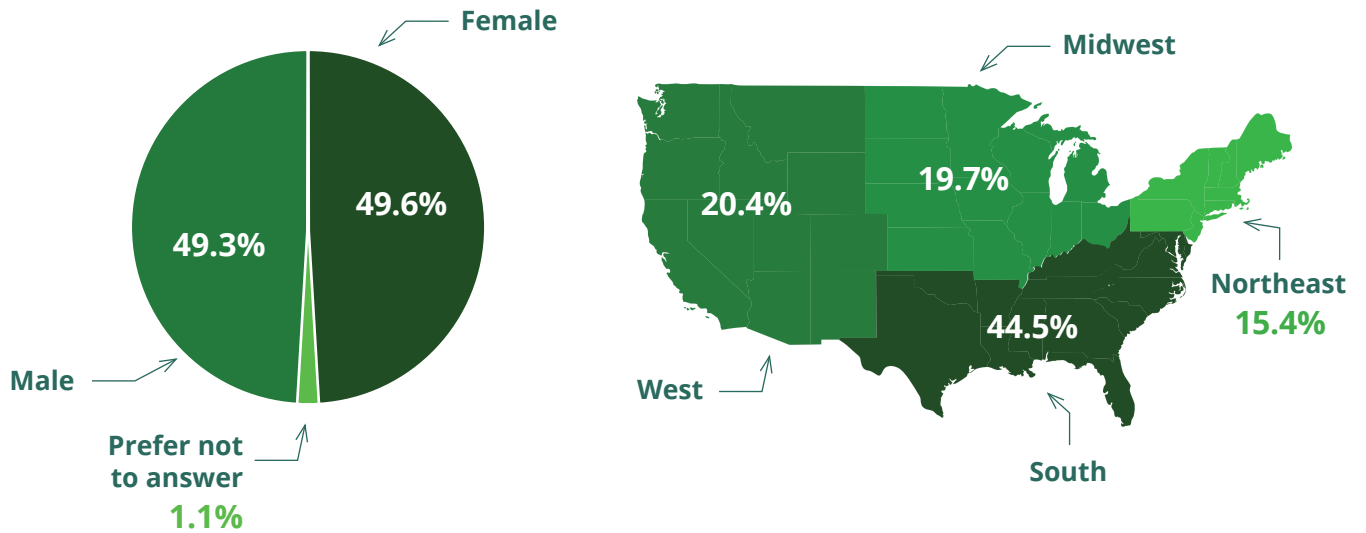 Female
49.6%
49.3%
Male
Prefer not
to answer
1.1%
Midwest
19.7%
20.4%
Northeast
15.4%
44.5%
West
South